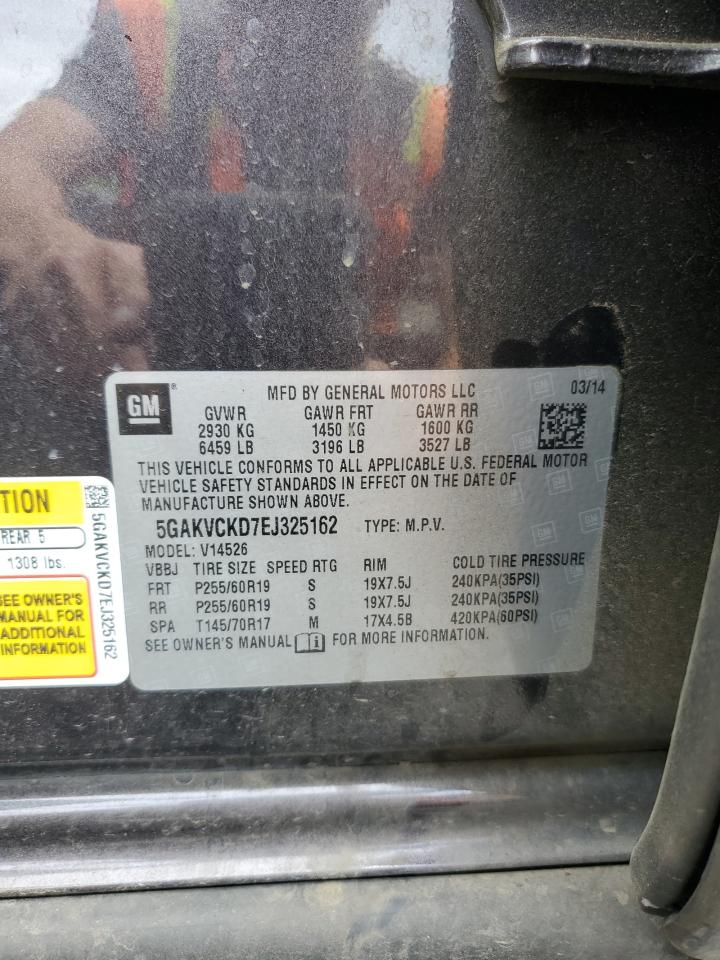 GM ®
MFD BY GENERAL MOTORS LLC 03/14
GVWR GAWR FRT GAWR RR
2930 KG 1450 KG 1600 KG
6459 LB 3196 LB 3527 LB
THIS VEHICLE CONFORMS TO ALL APPLICABLE U.S. FEDERAL MOTOR
VEHICLE SAFETY STANDARDS IN EFFECT ON THE DATE OF
MANUFACTURE SHOWN ABOVE.
5GAKVCKD7EJ325162 TYPE: M.P.V.
MODEL: V14526
VBBJ TIRE SIZE SPEED RTG RIM COLD TIRE PRESSURE
FRT P255/60R19 S 19X7.5J 240KPA(35PSI)
RR P255/60R19 S 19X7.5J 240KPA(35PSI)
SPA T145/70R17 M 17X4.5B 420KPA(60PSI)
SEE OWNER'S MANUAL FOR MORE INFORMATION.
TION
REAR 5
1308 lbs.
SEE OWNER'S
MANUAL FOR
ADDITIONAL
INFORMATION
5GAKVCKD7EJ325162